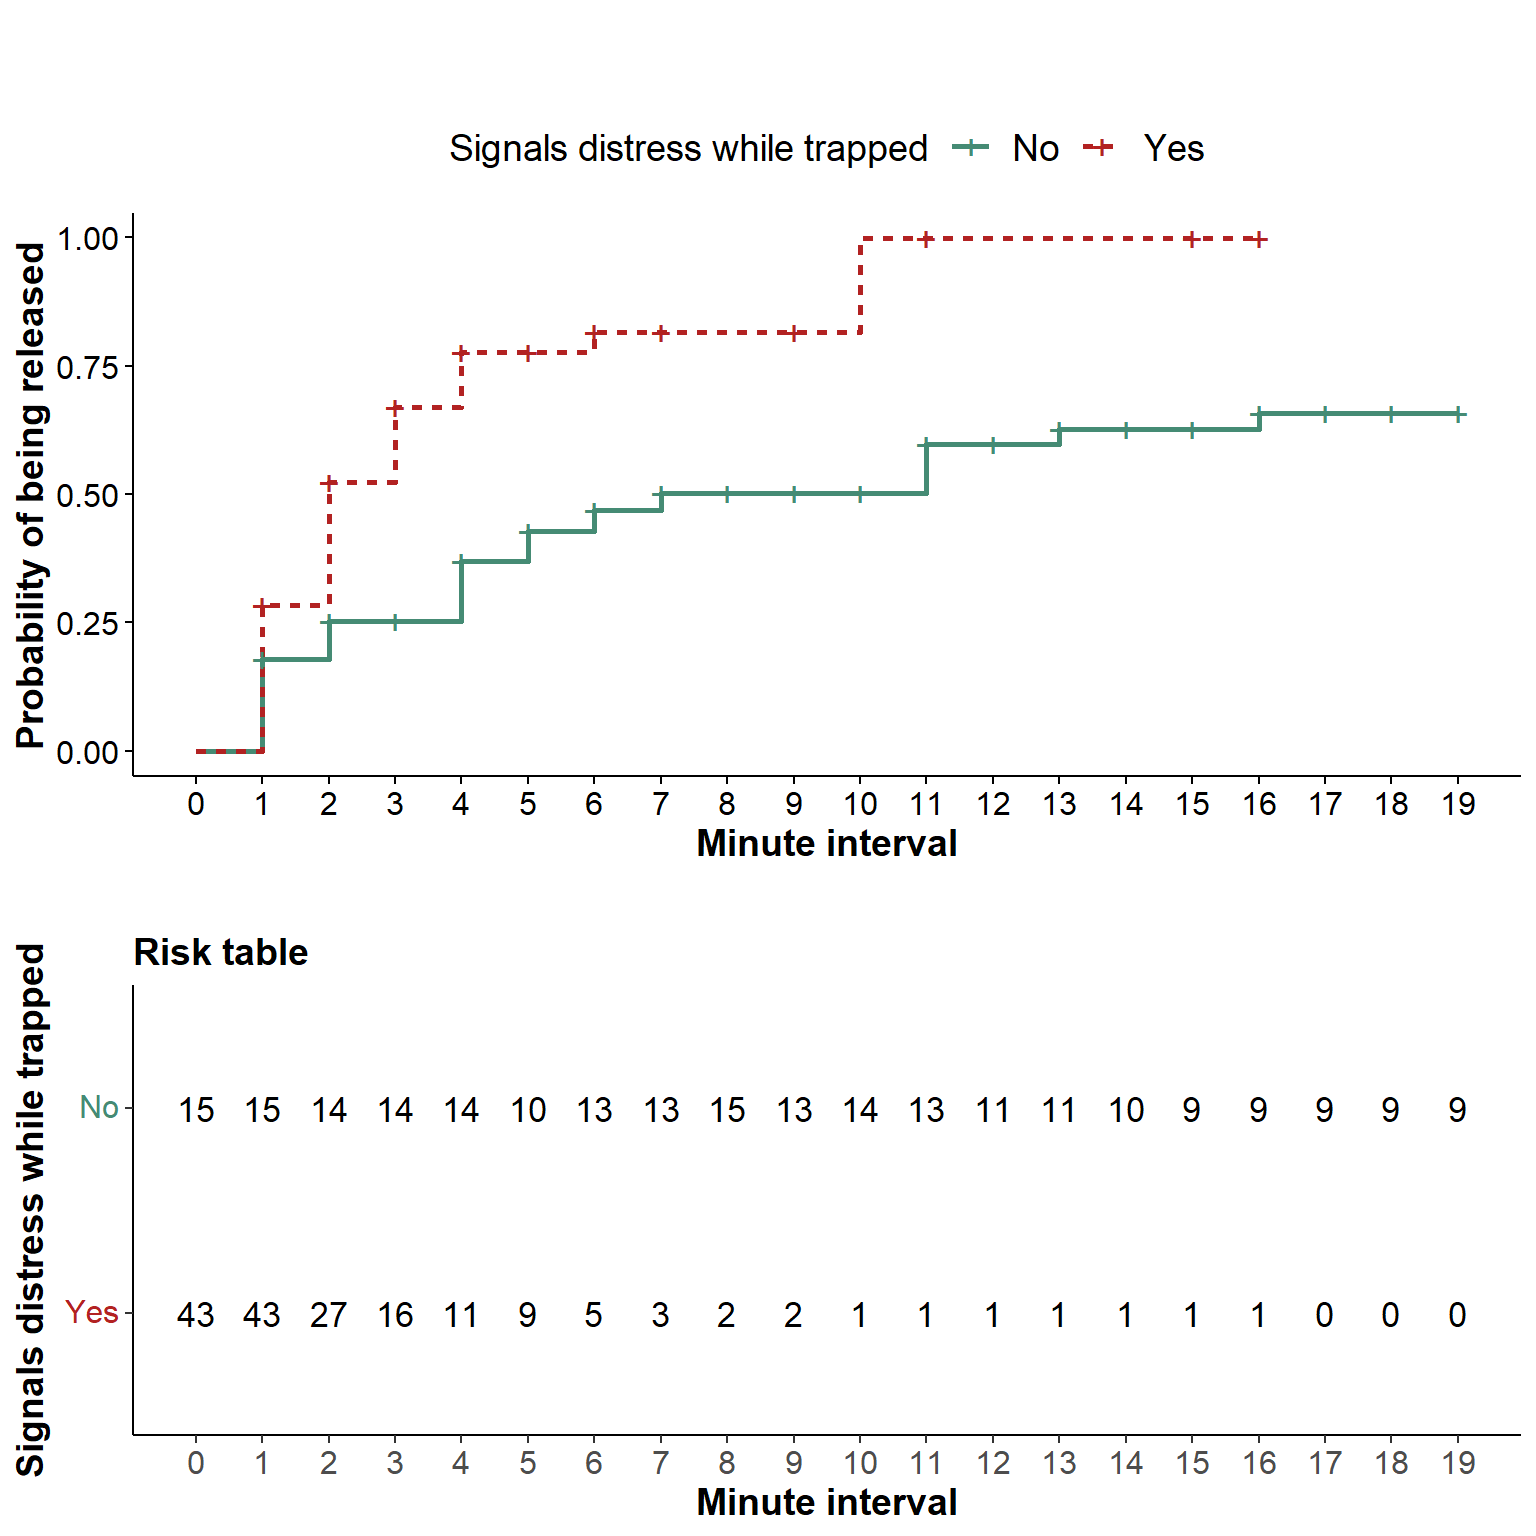 Signals distress while trapped No Yes
Probability of being released
1.00
0.75
0.50
0.25
0.00
0 1 2 3 4 5 6 7 8 9 10 11 12 13 14 15 16 17 18 19
Minute interval
Risk table
Signals distress while trapped
No 15 15 14 14 14 10 13 13 15 13 14 13 11 11 10 9 9 9 9 9
Yes 43 43 27 16 11 9 5 3 2 2 1 1 1 1 1 1 1 0 0 0
0 1 2 3 4 5 6 7 8 9 10 11 12 13 14 15 16 17 18 19
Minute interval